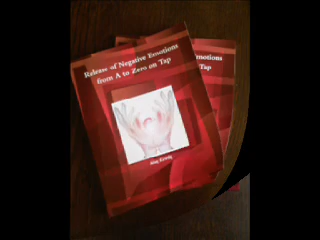 Release of Negative Emotions
from A to Zero on Tap
Emotions
Tap